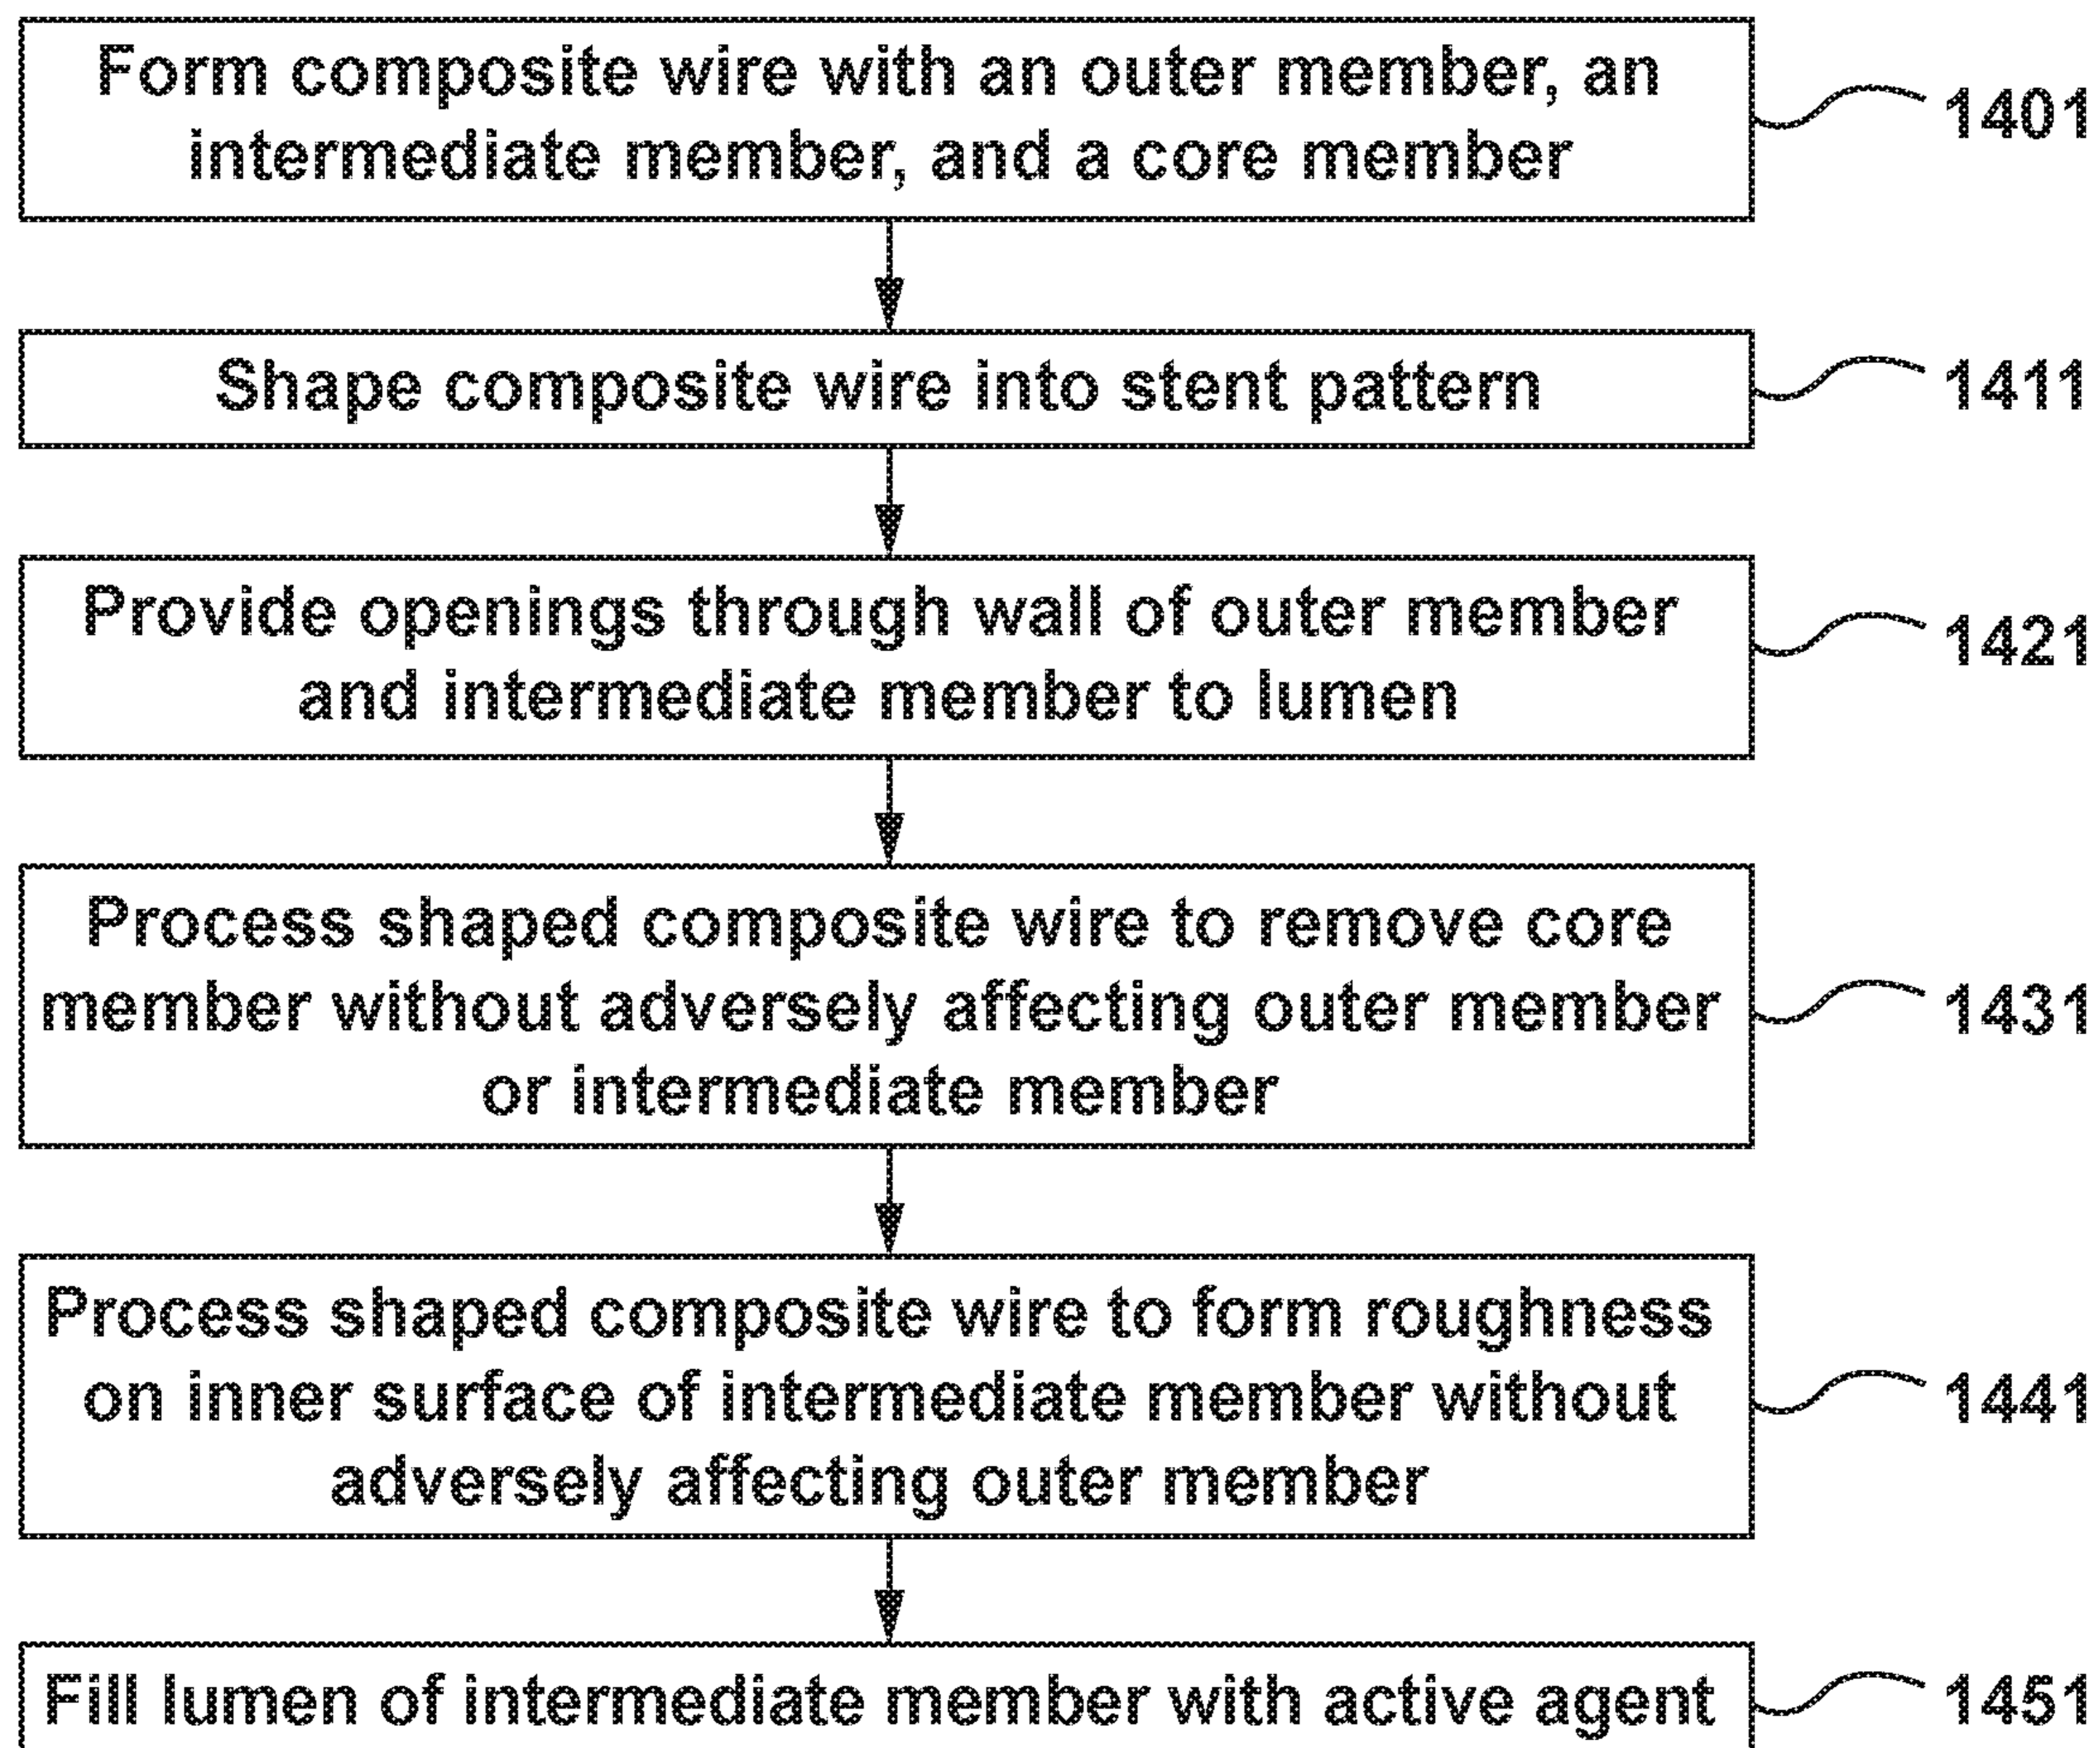 Form composite wire with an outer member, an
intermediate member, and a core member
1401
Shape composite wire into stent pattern
1411
Provide openings through wall of outer member
and intermediate member to lumen
1421
Process shaped composite wire to remove core
member without adversely affecting outer member
or intermediate member
1431
Process shaped composite wire to form roughness
on inner surface of intermediate member without
adversely affecting outer member
1441
Fill lumen of intermediate member with active agent
1451